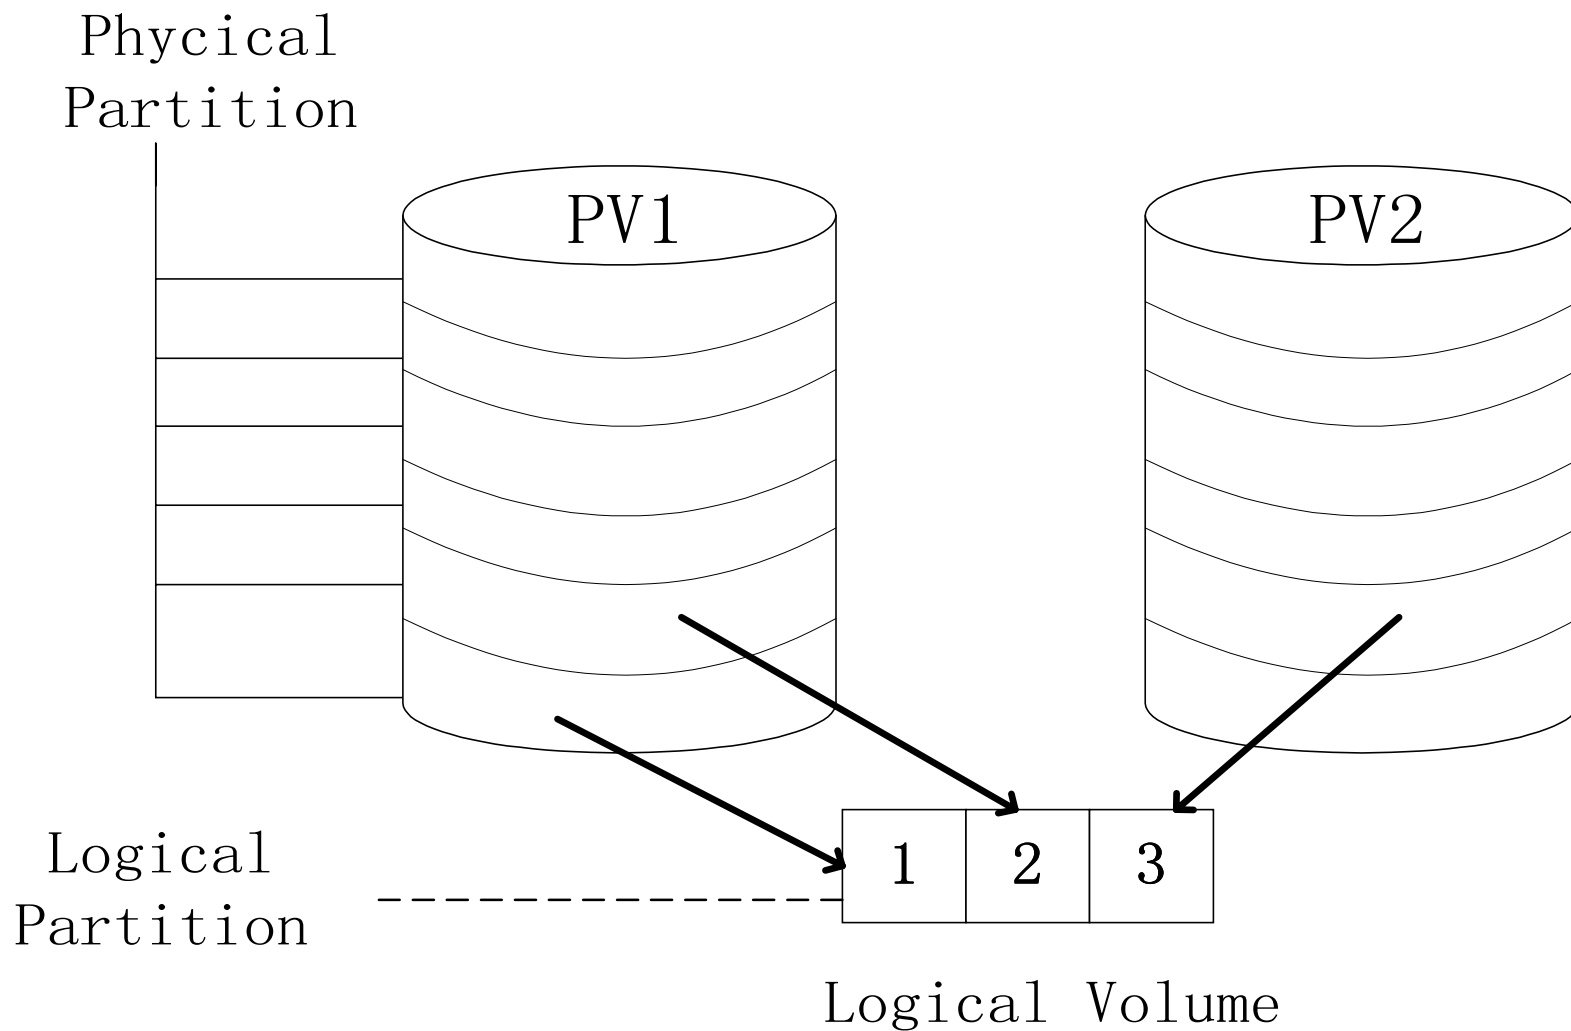 Phycical
Partition
PV1
PV2
1
2
3
Logical
Partition
Logical Volume